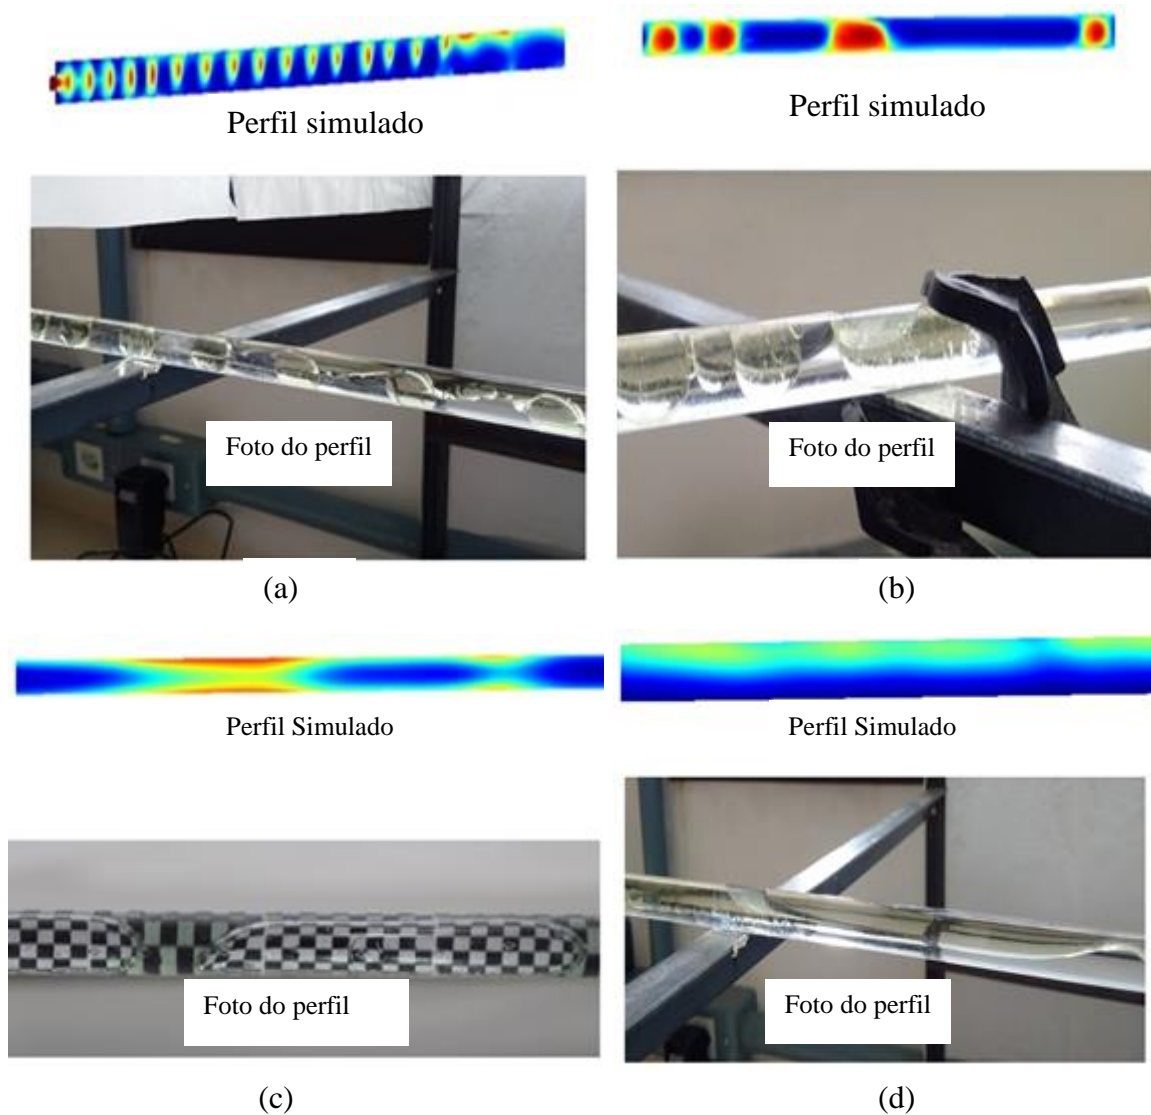 Perfil simulado
Perfil simulado
Foto do perfil
Foto do perfil
(a)
(b)
Perfil Simulado
Perfil Simulado
Foto do perfil
Foto do perfil
(c)
(d)